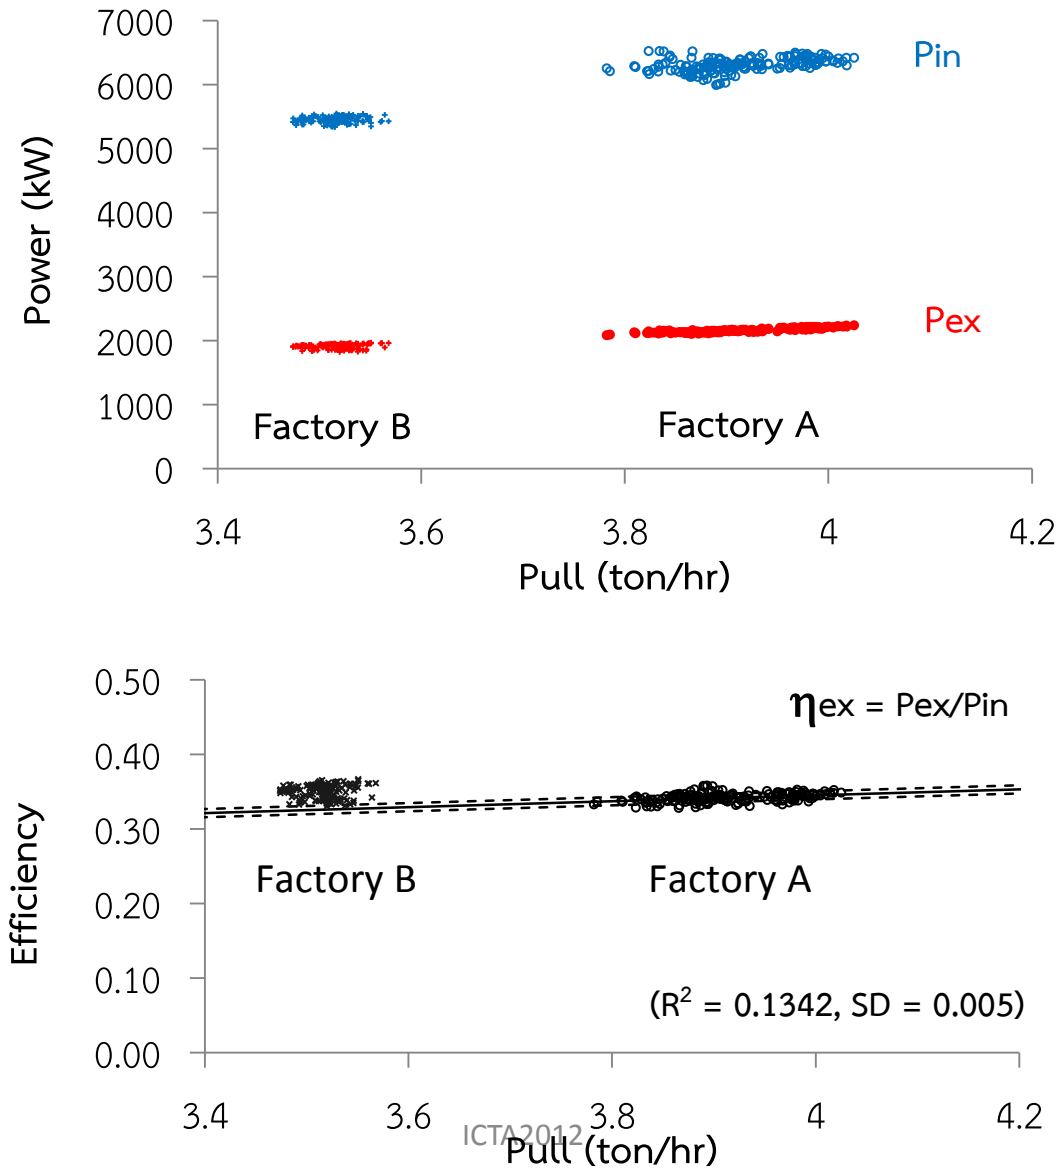 7000
6000
5000
4000
3000
2000
1000
0
Power (kW)
Pin
Pex
Factory B
Factory A
3.4 3.6 3.8 4 4.2
Pull (ton/hr)
0.50
0.40
0.30
0.20
0.10
0.00
Efficiency
ηex = Pex/Pin
Factory B
Factory A
(R² = 0.1342, SD = 0.005)
3.4 3.6 3.8 4 4.2
ICTA2012
Pull (ton/hr)